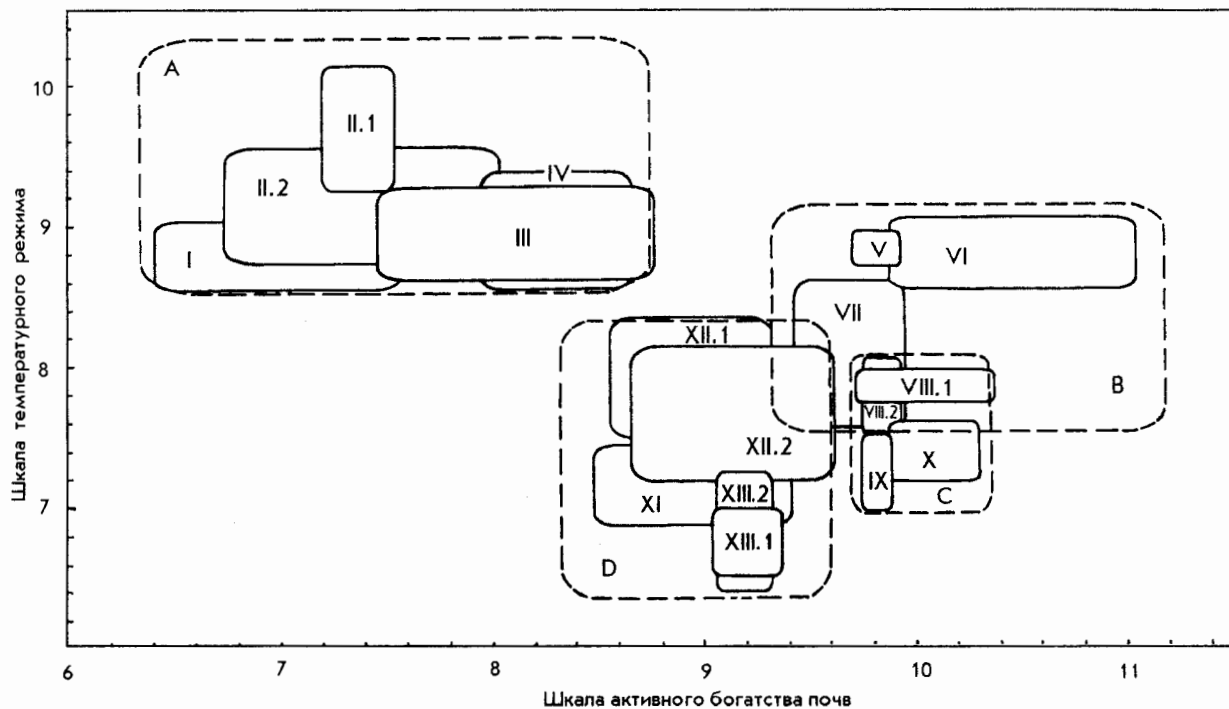 A
10
II.1
IV
II.2
9
III
V
VI
I
VII
8
XII.1
VIII.1
B
VIII.2
XII.2
X
IX
XI
XIII.2
C
7
XIII.1
D
6
7
8
9
10
11
Шкала температурного режима
Шкала активного богатства почв